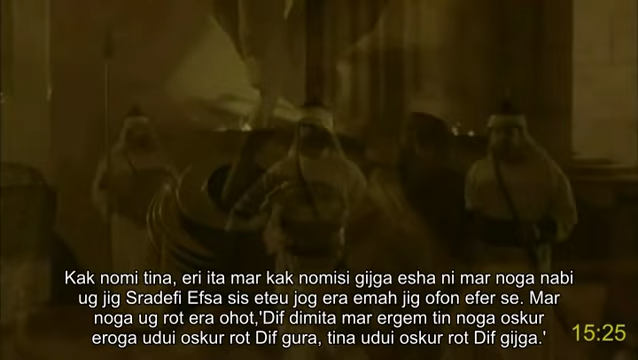 Kak nomi tina, eri ita mar kak nomisi gijga esha ni mar noga nabi
ug jig Sradefi Efsa sis eteu jog era emah jig ofon efer se. Mar
noga ug rot era ohot,'Dif dimita mar ergem tin noga oskur
eroga udui oskur rot Dif gura, tina udui oskur rot Dif gijga.'
15:25